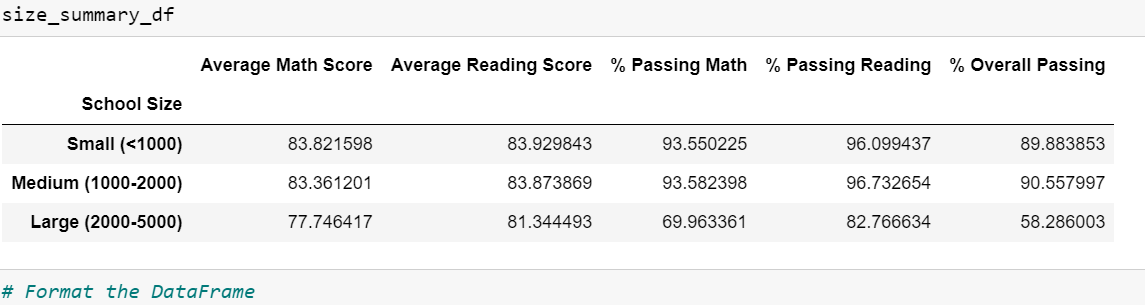 size_summary_df
Average Math Score Average Reading Score % Passing Math % Passing Reading % Overall Passing
School Size
Small (<1000) 83.821598 83.929843 93.550225 96.099437 89.883853
Medium (1000-2000) 83.361201 83.873869 93.582398 96.732654 90.557997
Large (2000-5000) 77.746417 81.344493 69.963361 82.766634 58.286003
# Format the DataFrame